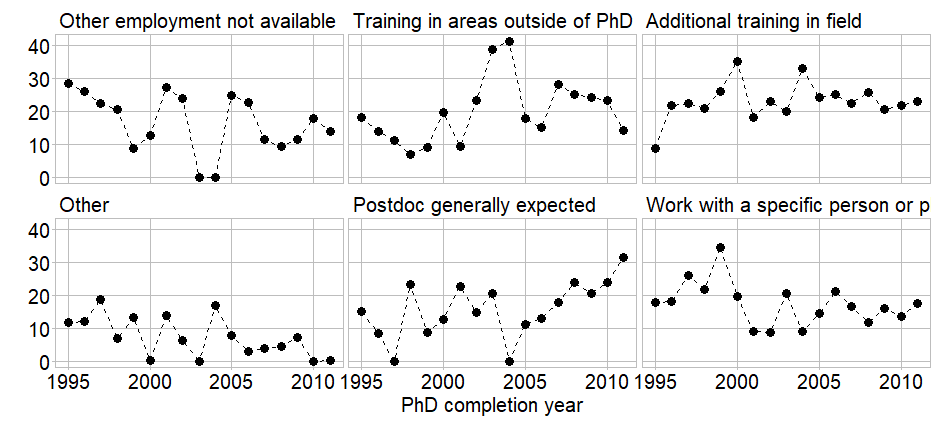 Other employment not available
Training in areas outside of PhD
Additional training in field
40
30
20
10
0
Other
Postdoc generally expected
Work with a specific person or p
40
30
20
10
0
1995 2000 2005 2010 1995 2000 2005 2010 1995 2000 2005 2010
PhD completion year